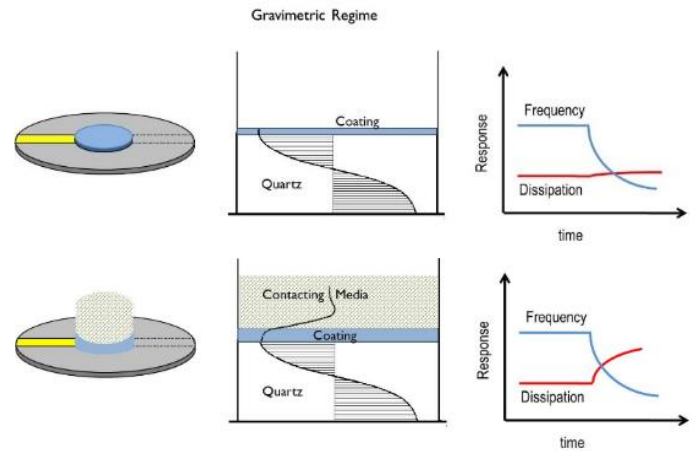 Gravimetric Regime
Coating
Quartz
Response
Frequency
Dissipation
time
Contacting Media
Coating
Quartz
Response
Frequency
Dissipation
time